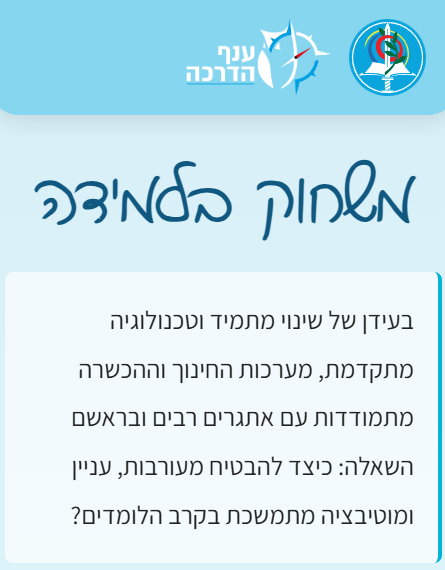 ענף
הדרכה
משחוק בלמידה
בעידן של שינוי מתמיד וטכנולוגיה
מתקדמת, מערכות החינוך וההכשרה
מתמודדות עם אתגרים רבים ובראשם
השאלה: כיצד להבטיח מעורבות, עניין
ומוטיבציה מתמשכת בקרב הלומדים?